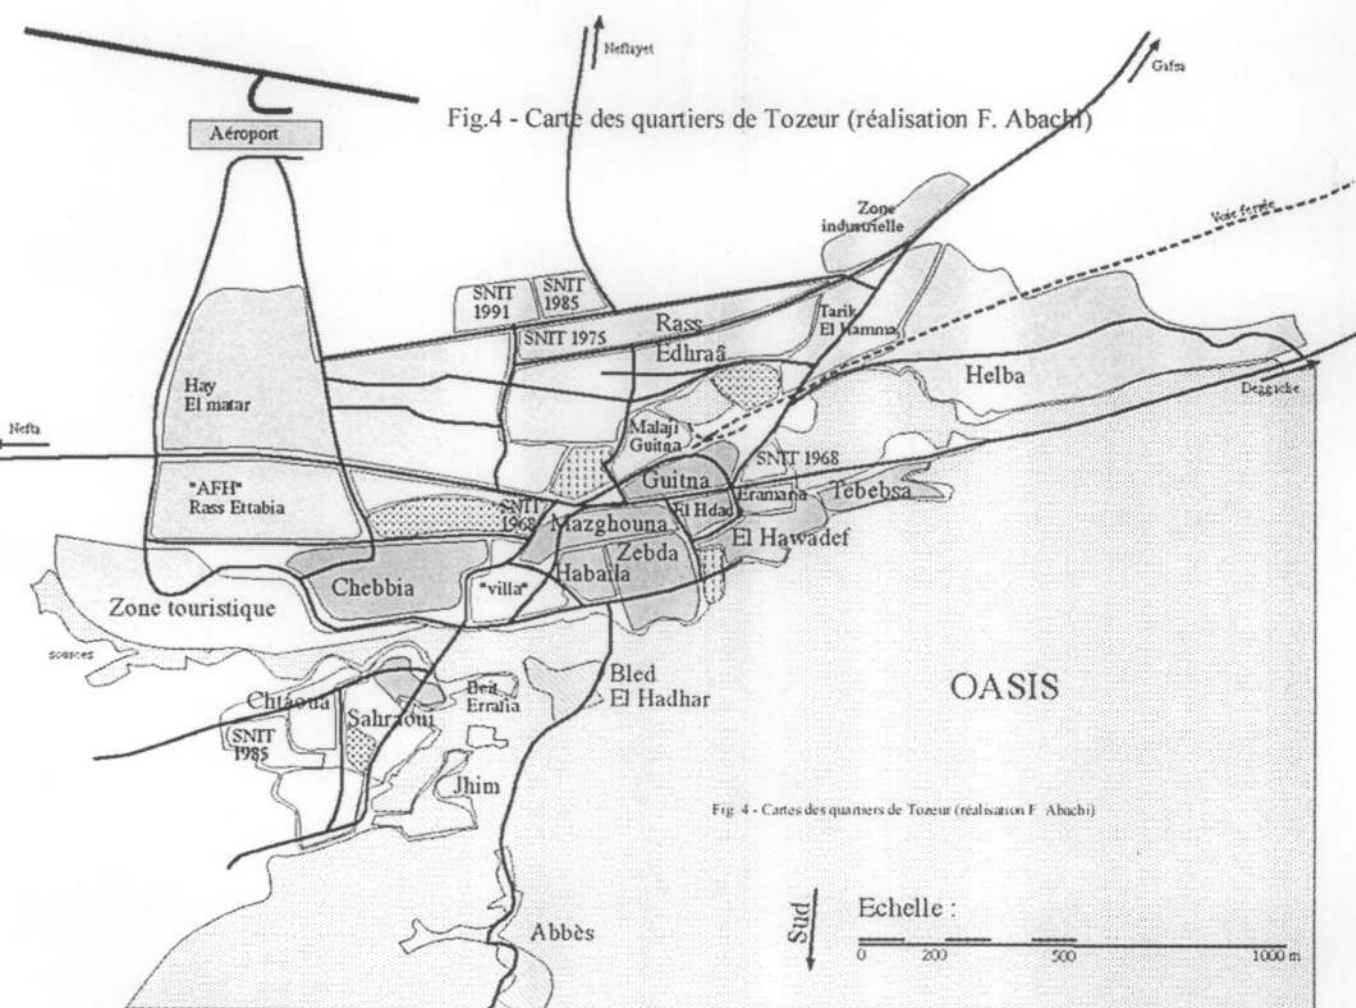 Neflayet
Gafsa
Fig.4 - Carte des quartiers de Tozeur (réalisation F. Abachi)
Aéroport
Zone
industrielle
Voie ferrée
SNIT
1991
SNIT
1985
SNIT 1975
Rass
Edhraâ
Tarik
El Hamma
Hay
El matar
Helba
Deggache
Nefta
Malaji
Guitna
SNIT 1968
"AFH"
Rass Ettabia
Guitna
Eramana
Tebebsa
SNIT
1968
Mazghouna
El Hdad
El Hawadef
Zebda
Habaila
Chebbia
"villa"
Zone touristique
sources
Bled
El Hadhar
OASIS
Chtaoua
Beit
Errafia
Sahraoui
SNIT
1985
Jhim
Fig. 4 - Cartes des quartiers de Tozeur (réalisation F. Abachi)
Abbès
Sud
Echelle :
0 200 500 1000 m